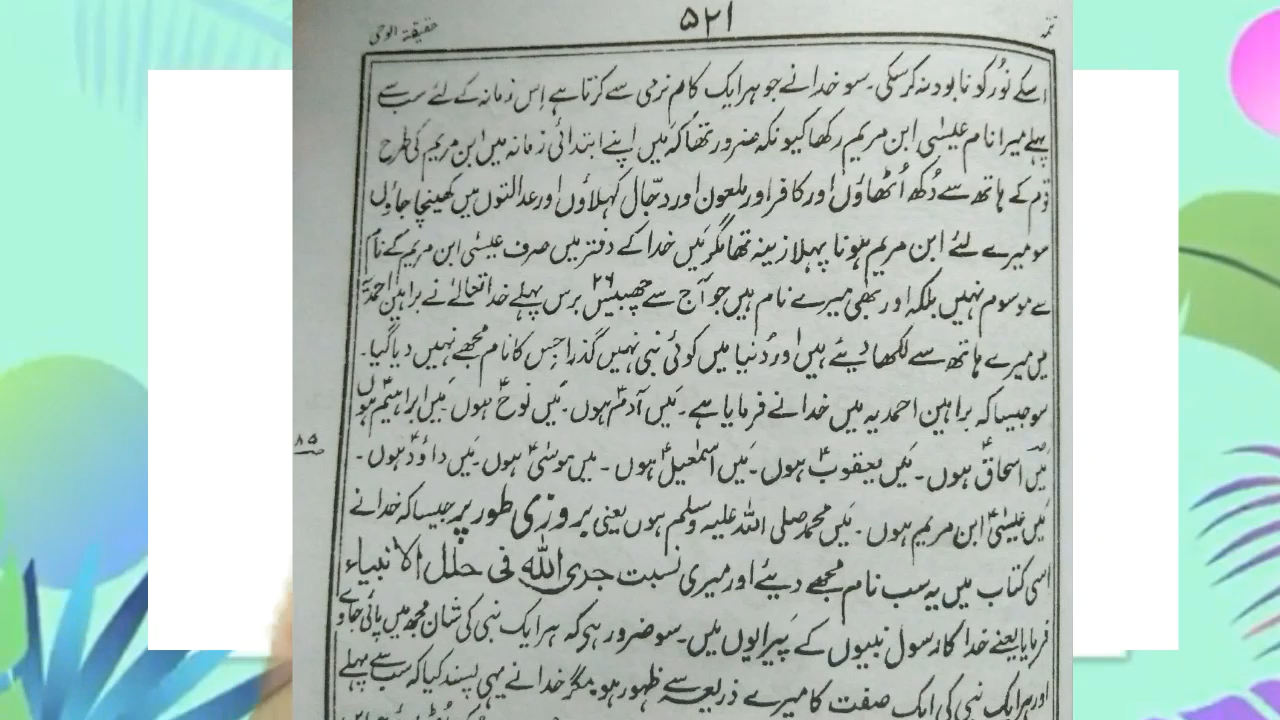 تتمہ ۵۲۱ حقیقۃ الوحی
اسکے نُور کو نابود نہ کر سکی۔ سو خدا نے جو ہر ایک کام نرمی سے کرتا ہے اِس زمانہ کے لئے سب سے
پہلے میرا نام عیسٰی ابن مریم رکھا کیونکہ ضرور تھا کہ مَیں اپنے ابتدائی زمانہ میں ابن مریم کی طرح
قوم کے ہاتھ سے دُکھ اُٹھاؤں اور کافر اور ملعون اور دجّال کہلاؤں اور عدالتوں میں کھینچا جاؤں
سو میرے لئے ابن مریم ہونا پہلا زینہ تھا مگر مَیں خدا کے دفتر میں صرف عیسٰی ابن مریم کے نام
سے موسوم نہیں بلکہ اور بھی میرے نام ہیں جو آج سے چھبیس ۲۶ برس پہلے خدا تعالیٰ نے براہین احمدیہ
میں میرے ہاتھ سے لکھا دیئے ہیں اور دُنیا میں کوئی نبی نہیں گذرا جس کا نام مجھے نہیں دیا گیا۔
سو جیسا کہ براہین احمدیہ میں خدا نے فرمایا ہے۔ مَیں آدمؑ ہوں۔ مَیں نوحؑ ہوں۔ مَیں ابراہیمؑ ہوں
۸۵
مَیں اسحاقؑ ہوں۔ مَیں یعقوبؑ ہوں۔ مَیں اسمٰعیلؑ ہوں۔ میں موسٰیؑ ہوں۔ مَیں داؤدؑ ہوں۔
مَیں عیسٰیؑ ابن مریم ہوں۔ مَیں محمد صلی اللہ علیہ وسلم ہوں یعنی بروزی طور پر جیسا کہ خدا نے
اسی کتاب میں یہ سب نام مجھے دیئے اور میری نسبت جری اللہ فی حلل الانبیاء
فرمایا یعنے خدا کا رسول نبیوں کے پَیرایوں میں۔ سو ضرور ہے کہ ہر ایک نبی کی شان مجھ میں پائی جاوے
اور ہر ایک نبی کی ایک صفت کا میرے ذریعہ سے ظہور ہو۔ مگر خدا نے یہی پسند کیا کہ سب سے پہلے